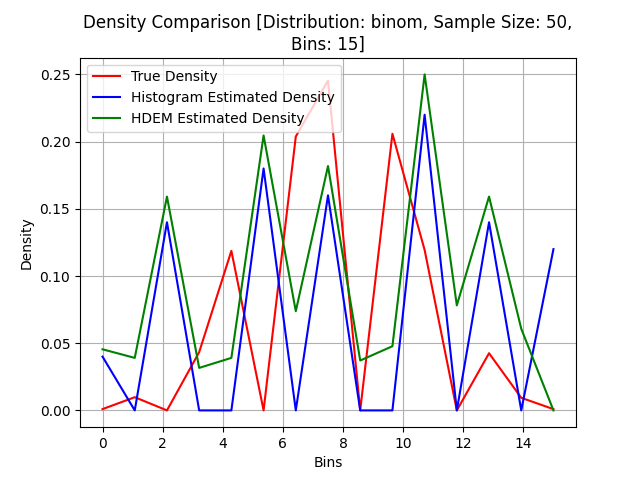 Density Comparison [Distribution: binom, Sample Size: 50,
Bins: 15]
True Density
Histogram Estimated Density
HDEM Estimated Density
Density
0.25
0.20
0.15
0.10
0.05
0.00
0 2 4 6 8 10 12 14
Bins